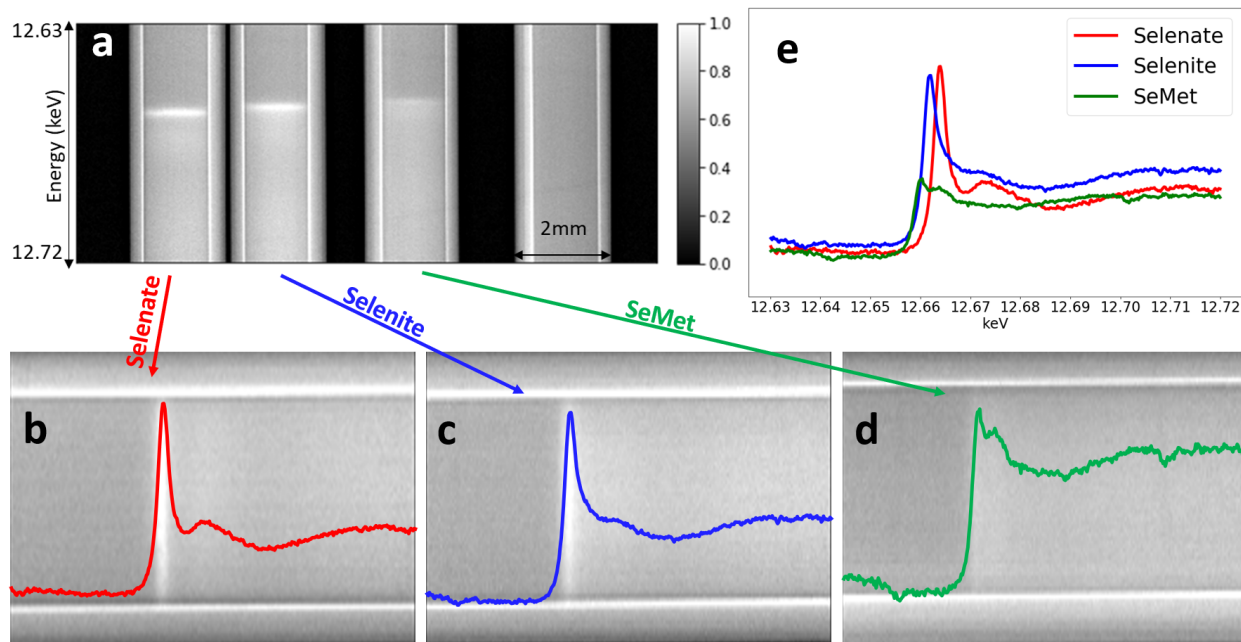 12.63
12.72
Energy (keV)
a
2mm
1.0
0.8
0.6
0.4
0.2
0.0
e
Selenate
Selenite
SeMet
12.63 12.64 12.65 12.66 12.67 12.68 12.69 12.70 12.71 12.72
keV
Selenate
Selenite
SeMet
b
c
d